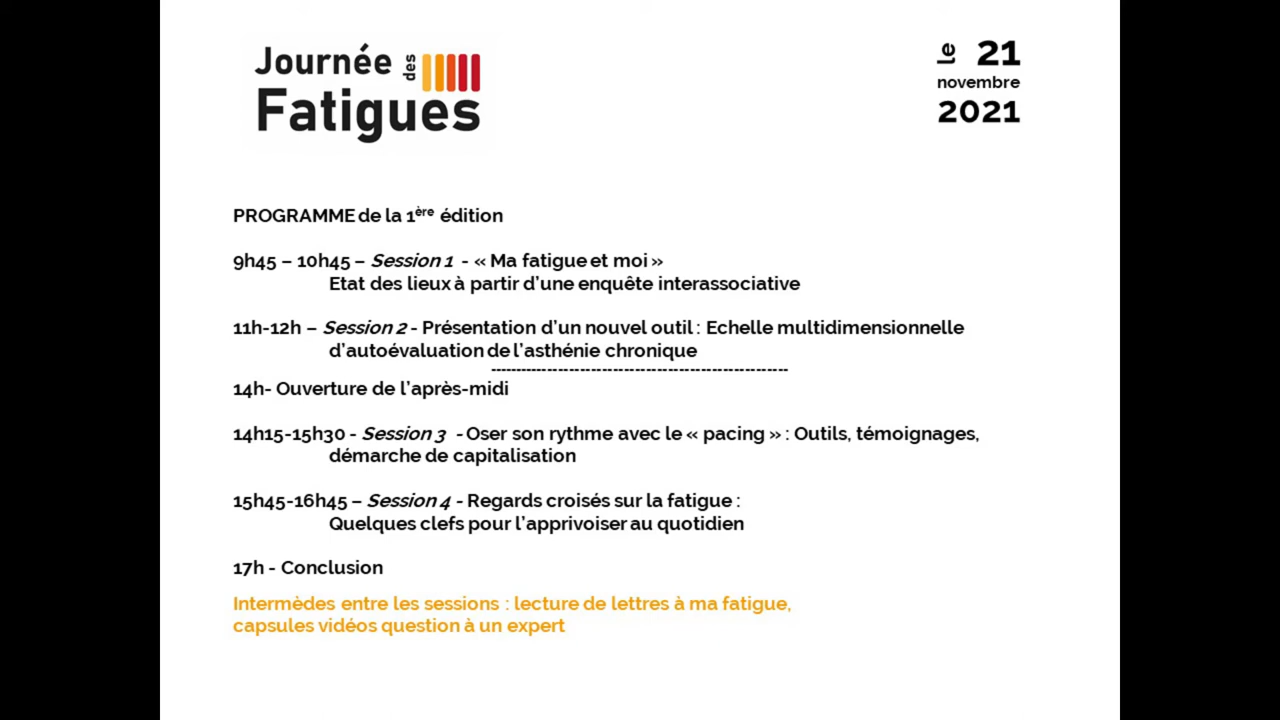 Journée des
Fatigues
le 21
novembre
2021
PROGRAMME de la 1ère édition
9h45 – 10h45 – Session 1 - « Ma fatigue et moi »
Etat des lieux à partir d’une enquête interassociative
11h-12h – Session 2 - Présentation d’un nouvel outil : Echelle multidimensionnelle
d’autoévaluation de l’asthénie chronique
------------------------------------------------------------
14h- Ouverture de l’après-midi
14h15-15h30 - Session 3 - Oser son rythme avec le « pacing » : Outils, témoignages,
démarche de capitalisation
15h45-16h45 – Session 4 - Regards croisés sur la fatigue :
Quelques clefs pour l’apprivoiser au quotidien
17h - Conclusion
Intermèdes entre les sessions : lecture de lettres à ma fatigue,
capsules vidéos question à un expert